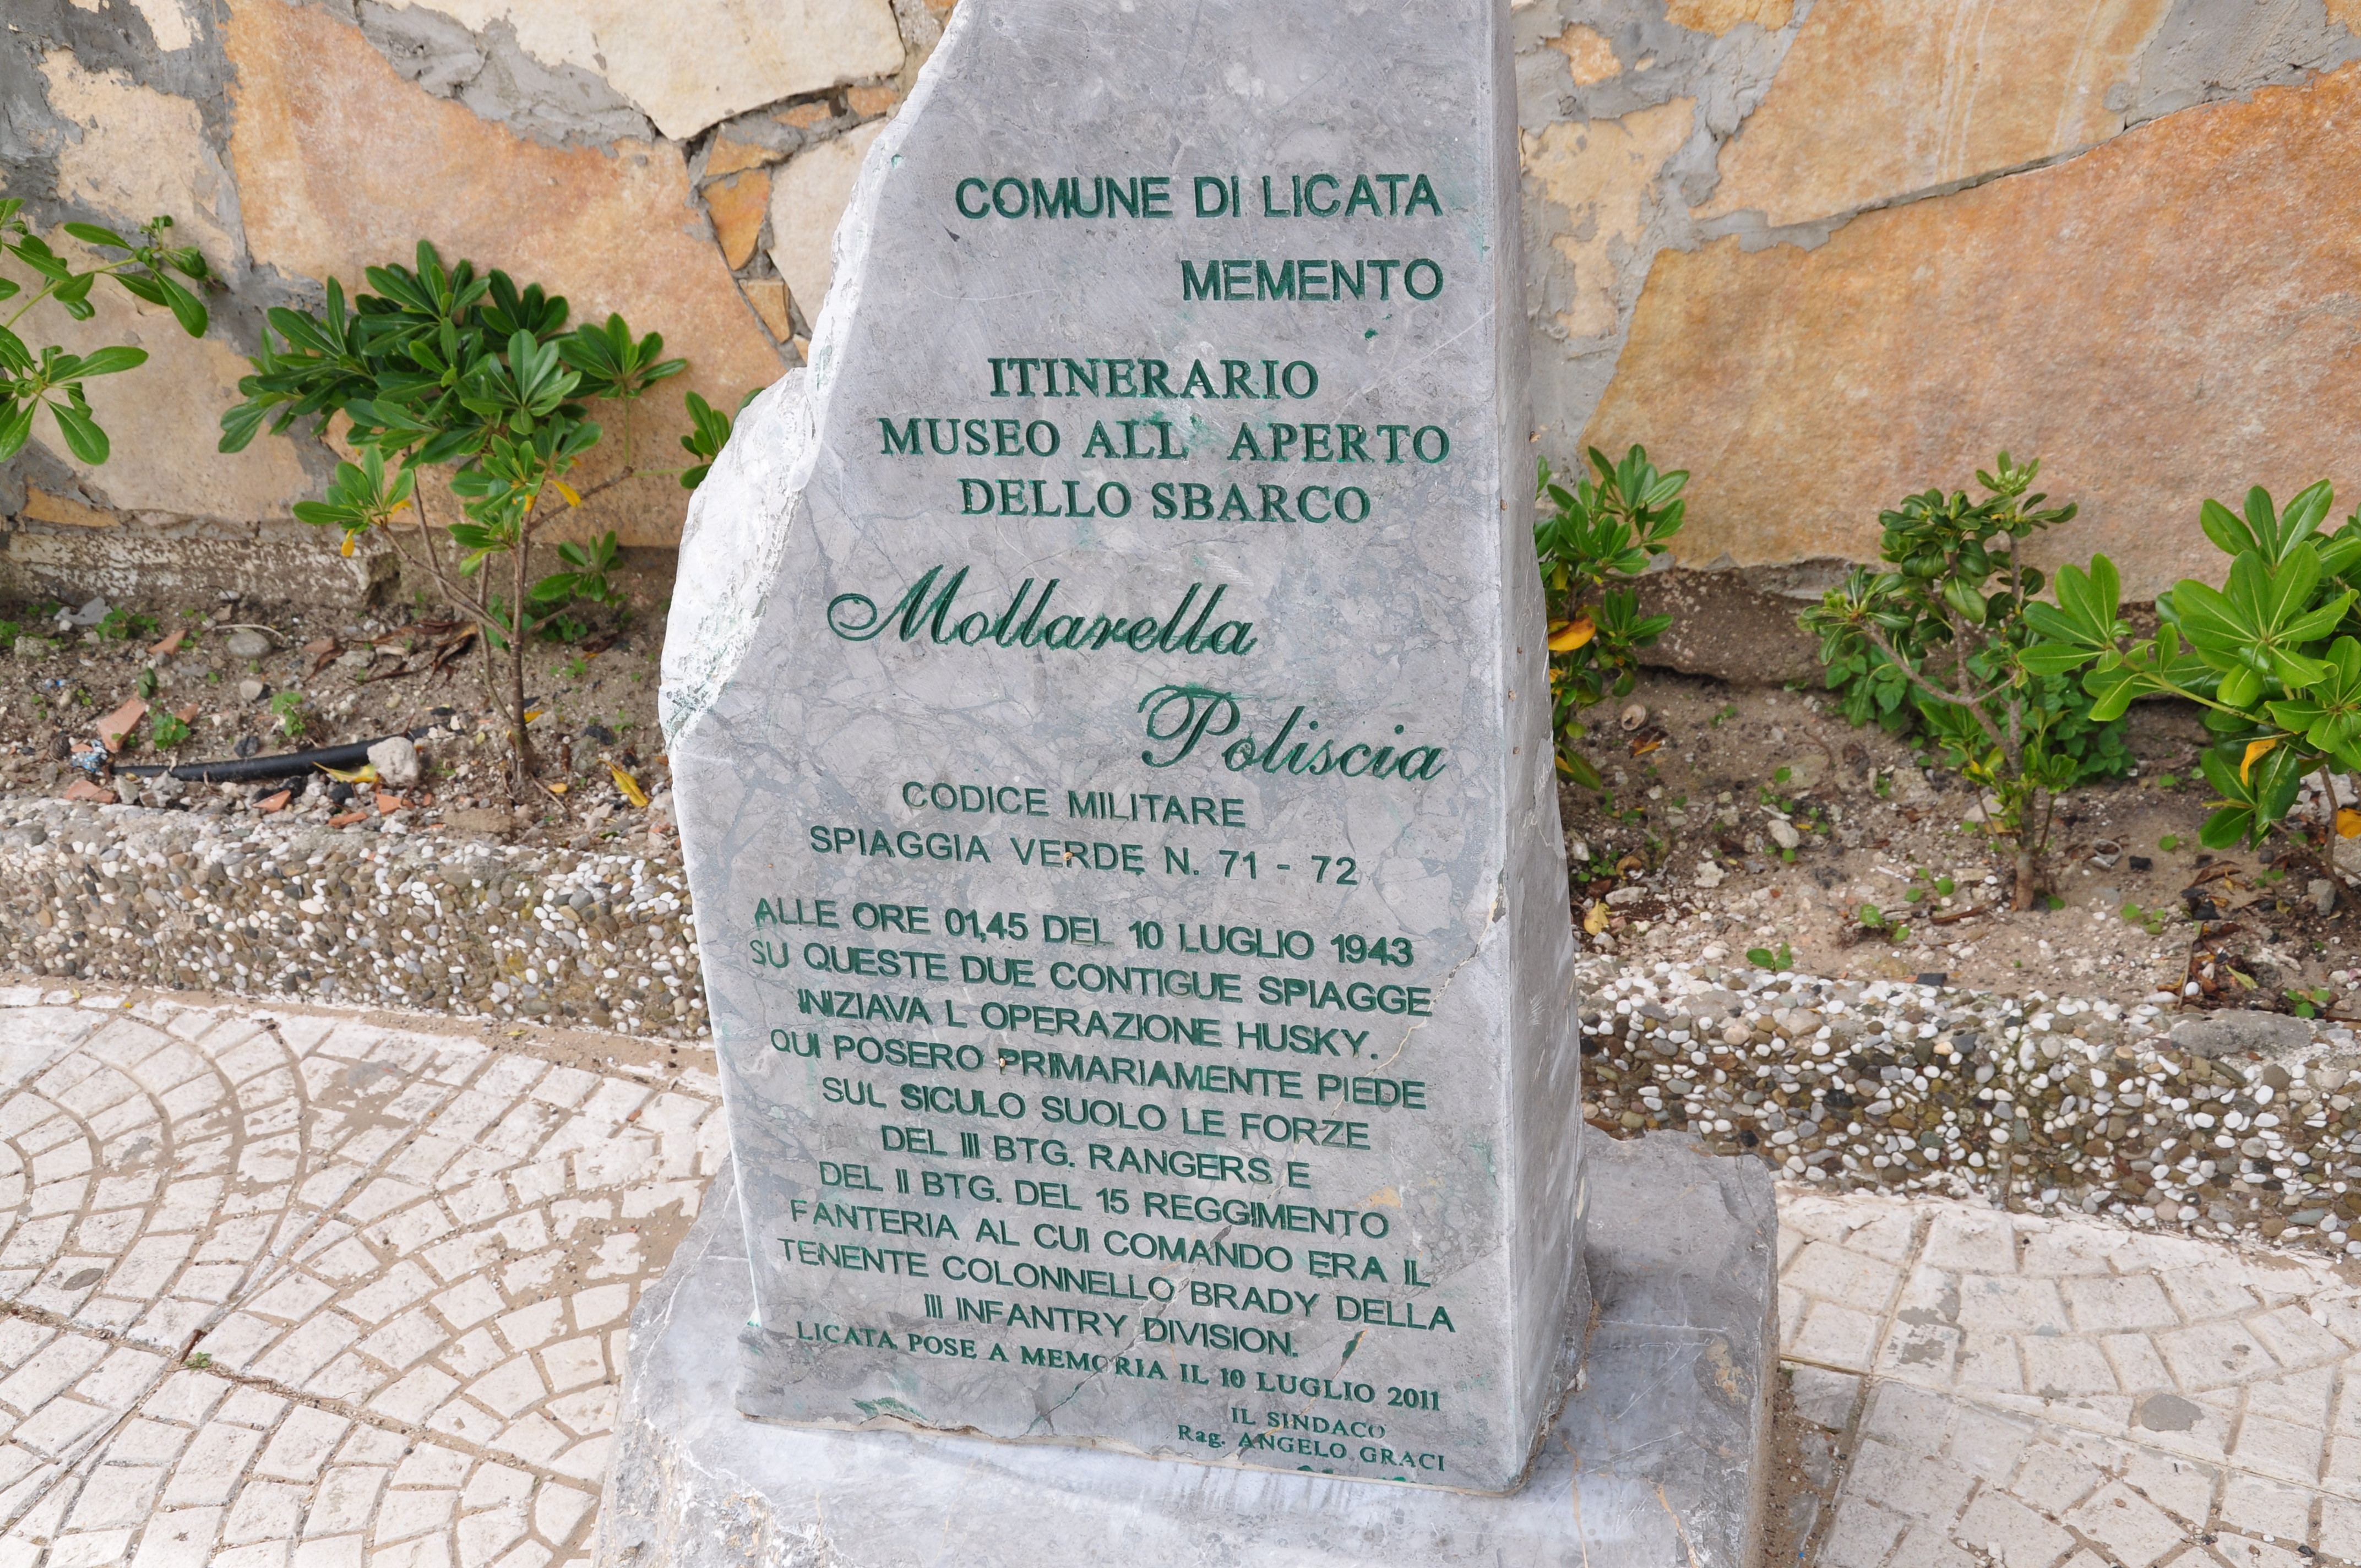 COMUNE DI LICATA
MEMENTO
ITINERARIO
MUSEO ALL' APERTO
DELLO SBARCO
Mollarella
Poliscia
CODICE MILITARE
SPIAGGIA VERDE N. 71 - 72
ALLE ORE 01,45 DEL 10 LUGLIO 1943
SU QUESTE DUE CONTIGUE SPIAGGE
INIZIAVA L OPERAZIONE HUSKY.
QUI POSERO PRIMARIAMENTE PIEDE
SUL SICULO SUOLO LE FORZE
DEL III BTG. RANGERS E
DEL II BTG. DEL 15 REGGIMENTO
FANTERIA AL CUI COMANDO ERA IL
TENENTE COLONNELLO BRADY DELLA
III INFANTRY DIVISION.
LICATA POSE A MEMORIA IL 10 LUGLIO 2011
IL SINDACO
Rag. ANGELO GRACI